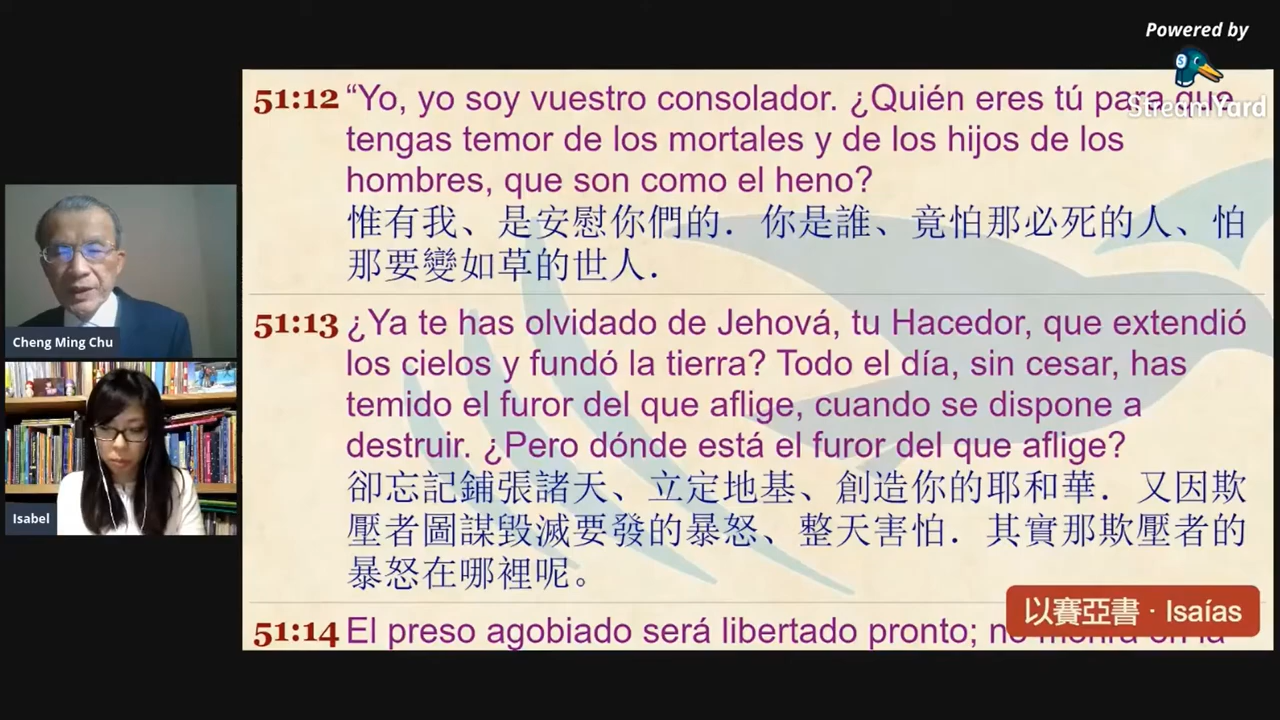 Powered by
StreamYard
51:12 “Yo, yo soy vuestro consolador. ¿Quién eres tú para que
tengas temor de los mortales y de los hijos de los
hombres, que son como el heno?
惟有我、是安慰你們的．你是誰、竟怕那必死的人、怕
那要變如草的世人．
51:13 ¿Ya te has olvidado de Jehová, tu Hacedor, que extendió
los cielos y fundó la tierra? Todo el día, sin cesar, has
temido el furor del que aflige, cuando se dispone a
destruir. ¿Pero dónde está el furor del que aflige?
卻忘記鋪張諸天、立定地基、創造你的耶和華．又因欺
壓者圖謀毀滅要發的暴怒、整天害怕．其實那欺壓者的
暴怒在哪裡呢。
51:14 El preso agobiado será libertado pronto;
以賽亞書 · Isaías
Cheng Ming Chu
Isabel